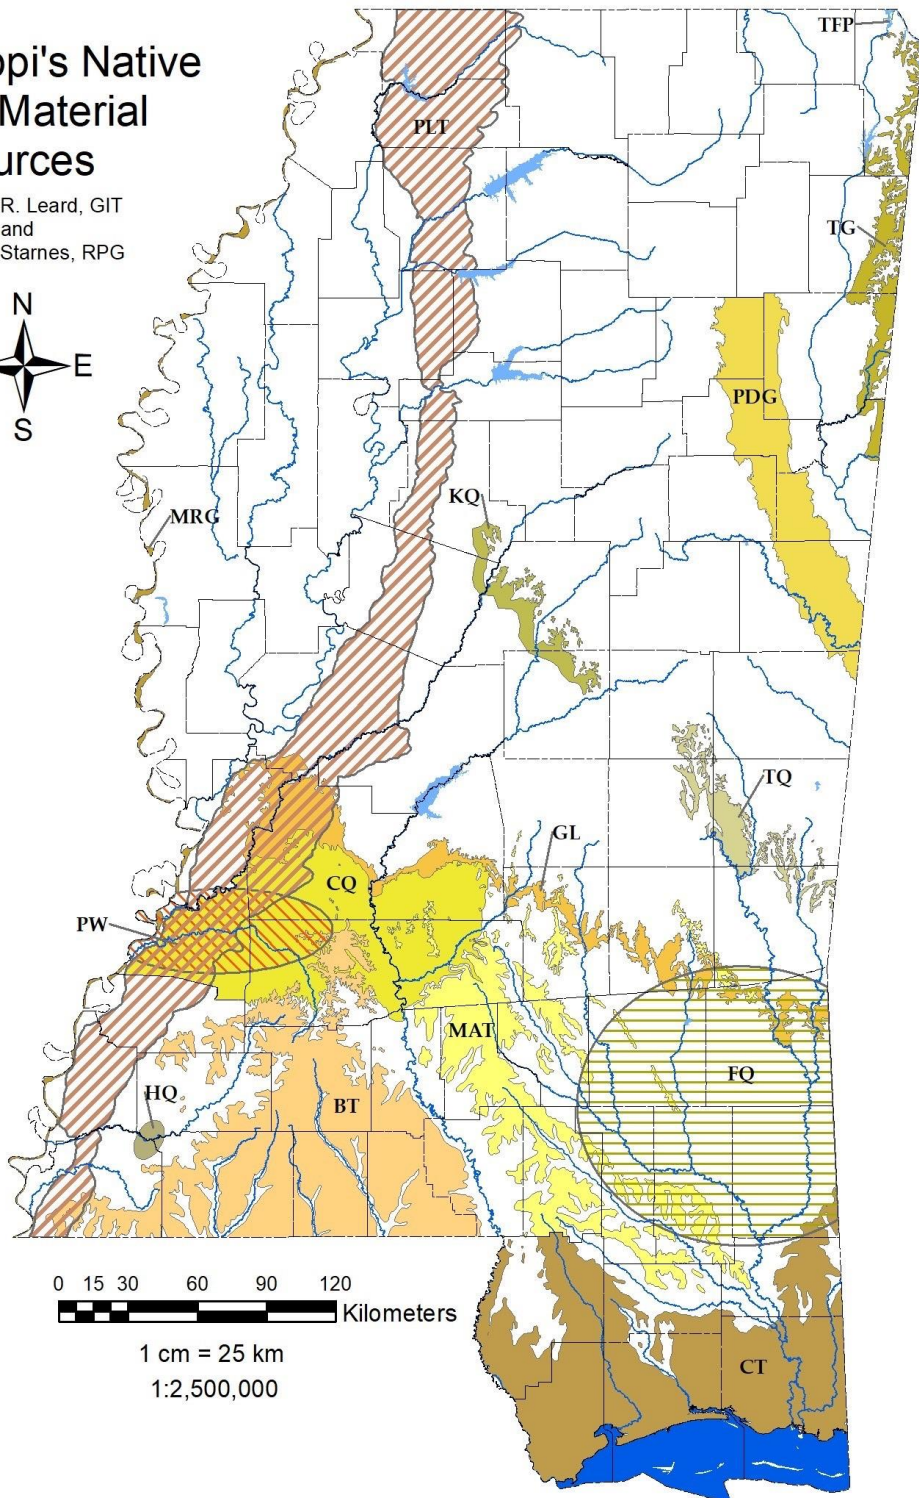 ppi's Native
Material
urces
R. Leard, GIT
and
Starnes, RPG
N
E
S
TFP
PLT
TG
PDG
KQ
MRG
TQ
GL
CQ
PW
MAT
FQ
HQ
BT
0 15 30 60 90 120
Kilometers
1 cm = 25 km
1:2,500,000
CT